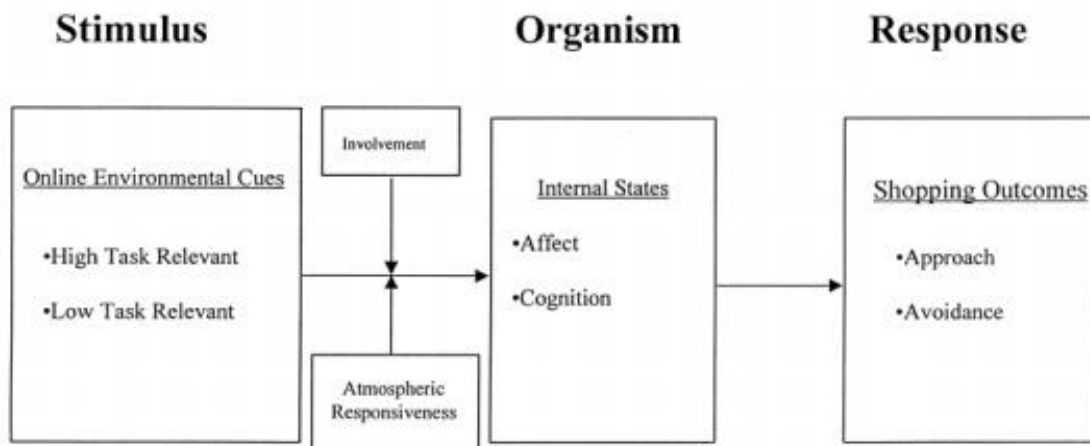 Stimulus
Organism
Response
Online Environmental Cues
•High Task Relevant
•Low Task Relevant
Involvement
Atmospheric
Responsiveness
Internal States
•Affect
•Cognition
Shopping Outcomes
•Approach
•Avoidance